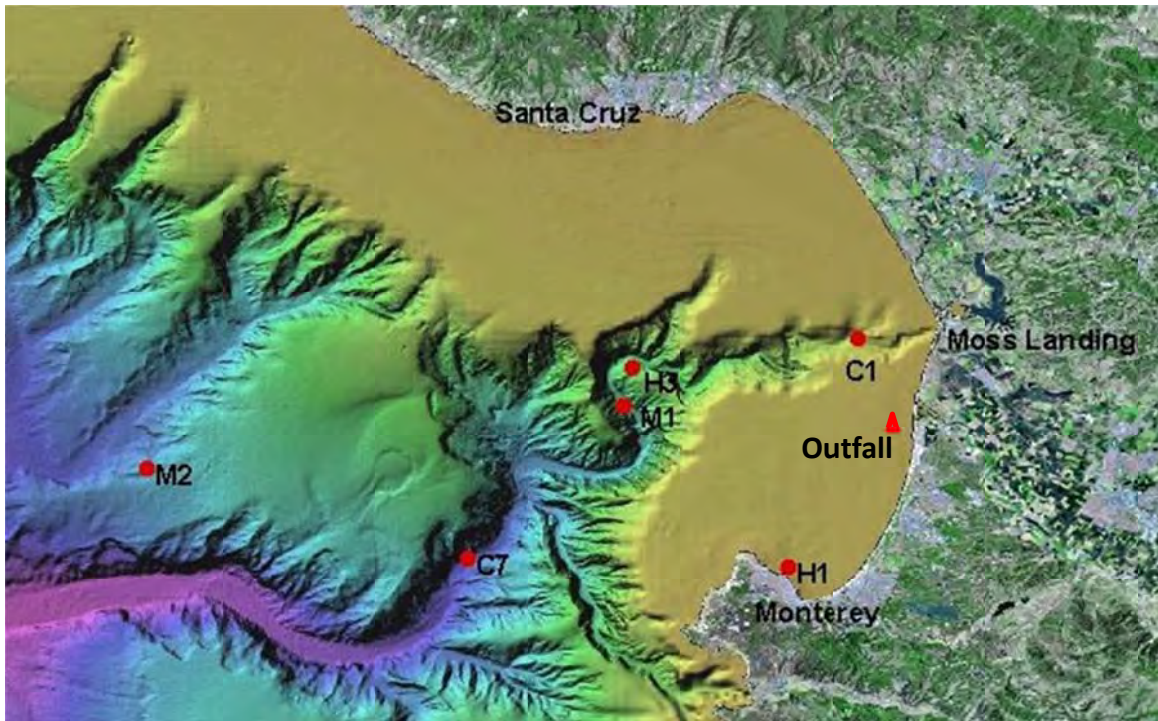 Santa Cruz
Moss Landing
C1
H3
M1
Outfall
M2
C7
H1
Monterey